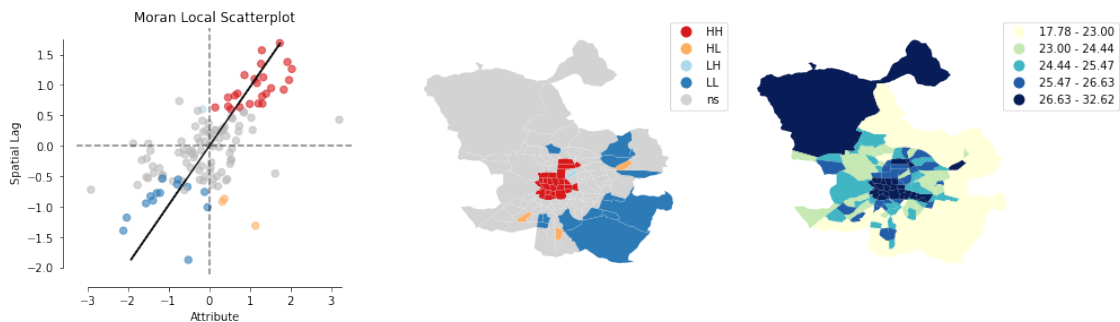 Moran Local Scatterplot
Spatial Lag
1.5
1.0
0.5
0.0
−0.5
−1.0
−1.5
−2.0
−3
−2
−1
0
1
2
3
Attribute
HH
HL
LH
LL
ns
17.78 - 23.00
23.00 - 24.44
24.44 - 25.47
25.47 - 26.63
26.63 - 32.62